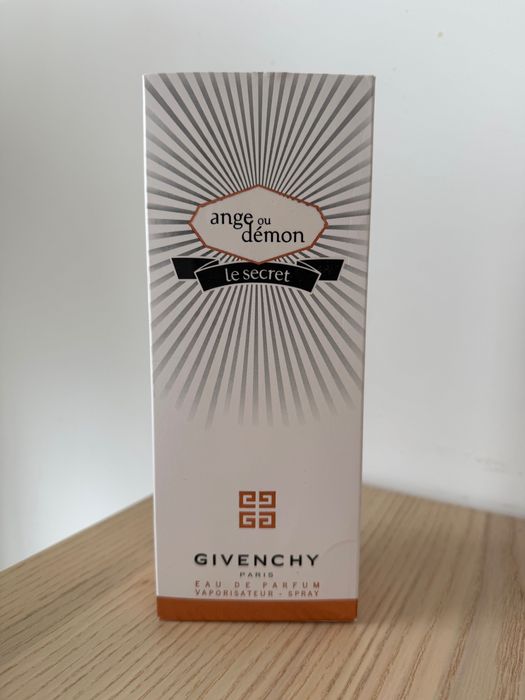 ange ou
démon
le secret
GIVENCHY
PARIS
EAU DE PARFUM
VAPORISATEUR - SPRAY